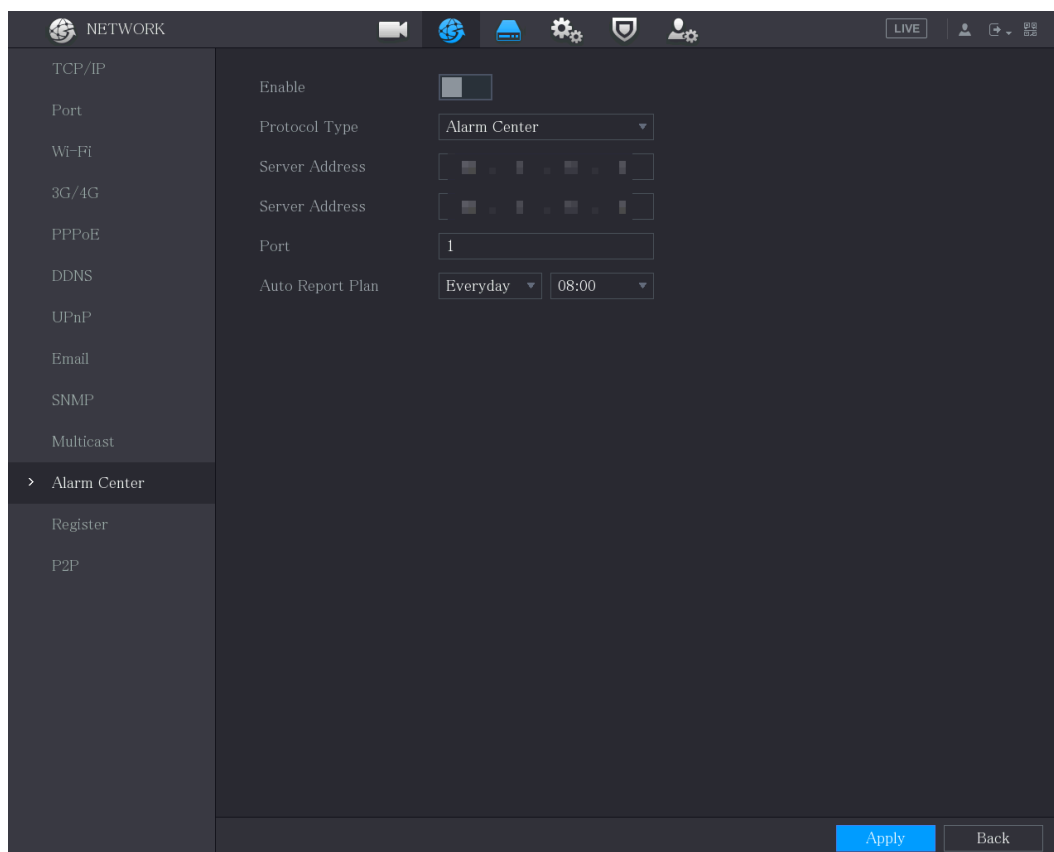 NETWORK
LIVE
TCP/IP
Port
Wi-Fi
3G/4G
PPPoE
DDNS
UPnP
Email
SNMP
Multicast
Alarm Center
Register
P2P
Enable
Protocol Type Alarm Center
Server Address
Server Address
Port 1
Auto Report Plan Everyday 08:00
Apply Back